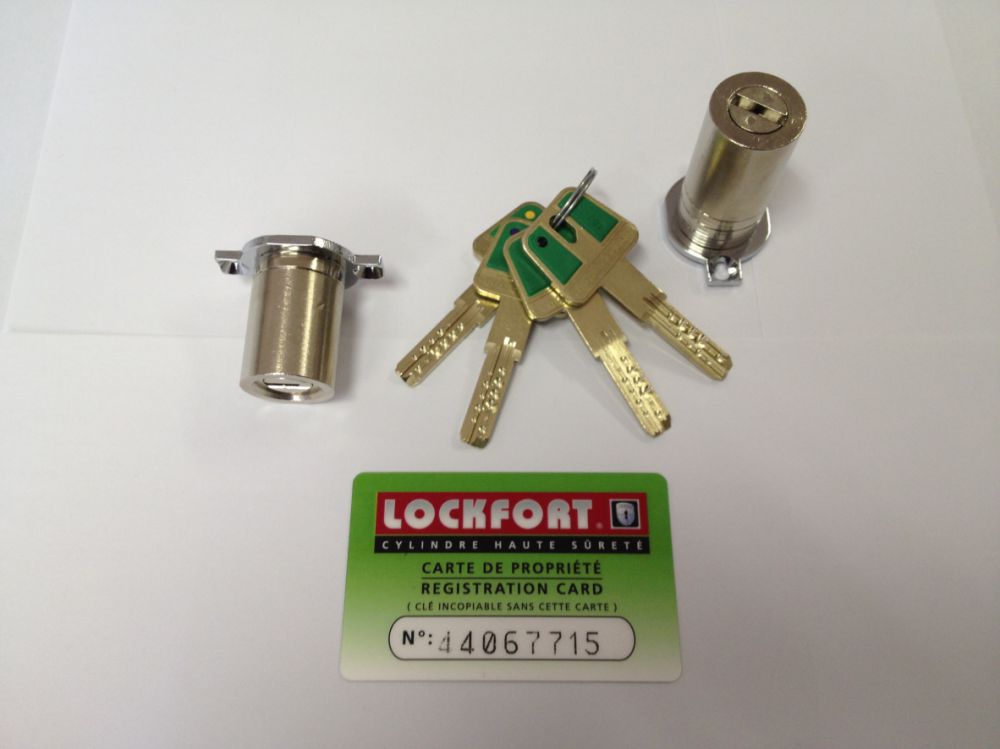 LOCKFORT®
CYLINDRE HAUTE SÛRETÉ
CARTE DE PROPRIÉTÉ
REGISTRATION CARD
( CLÉ INCOPIABLE SANS CETTE CARTE )
N°: 44067715